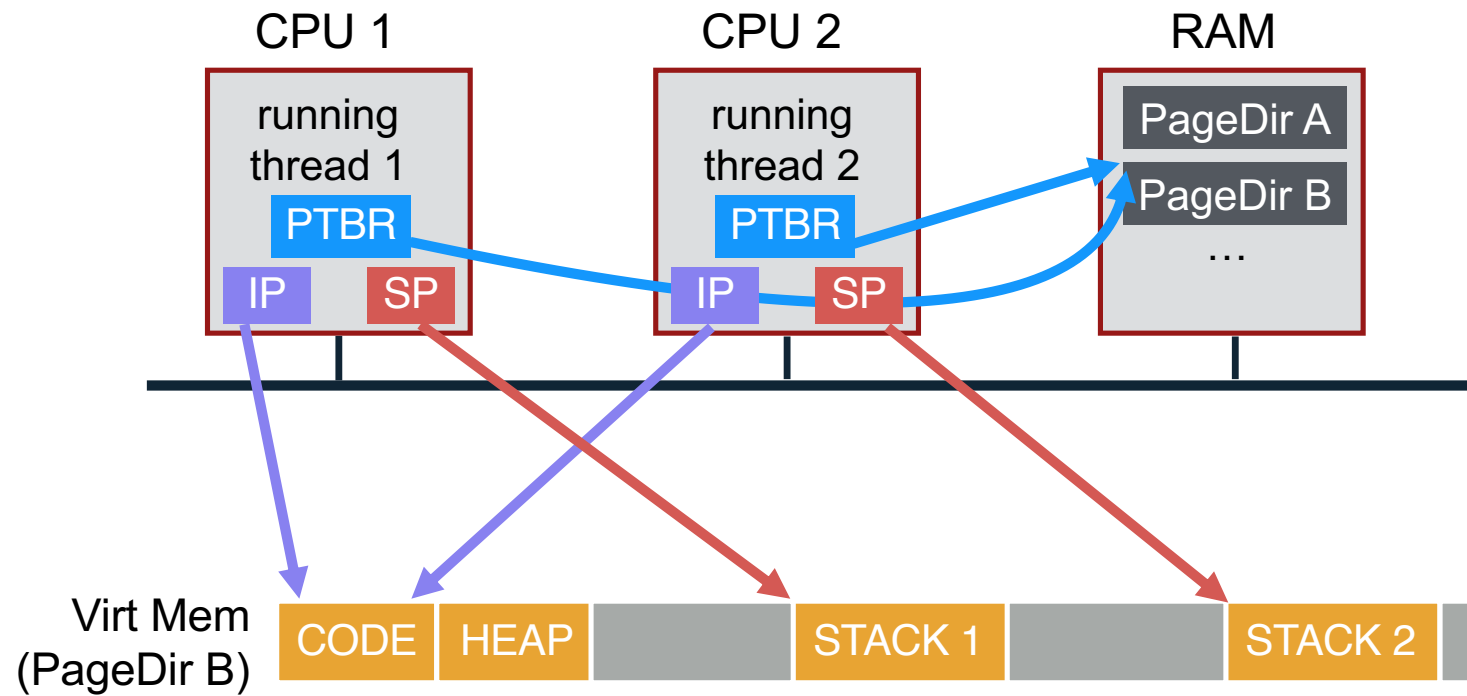 CPU 1
CPU 2
RAM
running
thread 1
PTBR
IP
SP
running
thread 2
PTBR
IP
SP
PageDir A
PageDir B
...
Virt Mem
(PageDir B)
CODE
HEAP
STACK 1
STACK 2